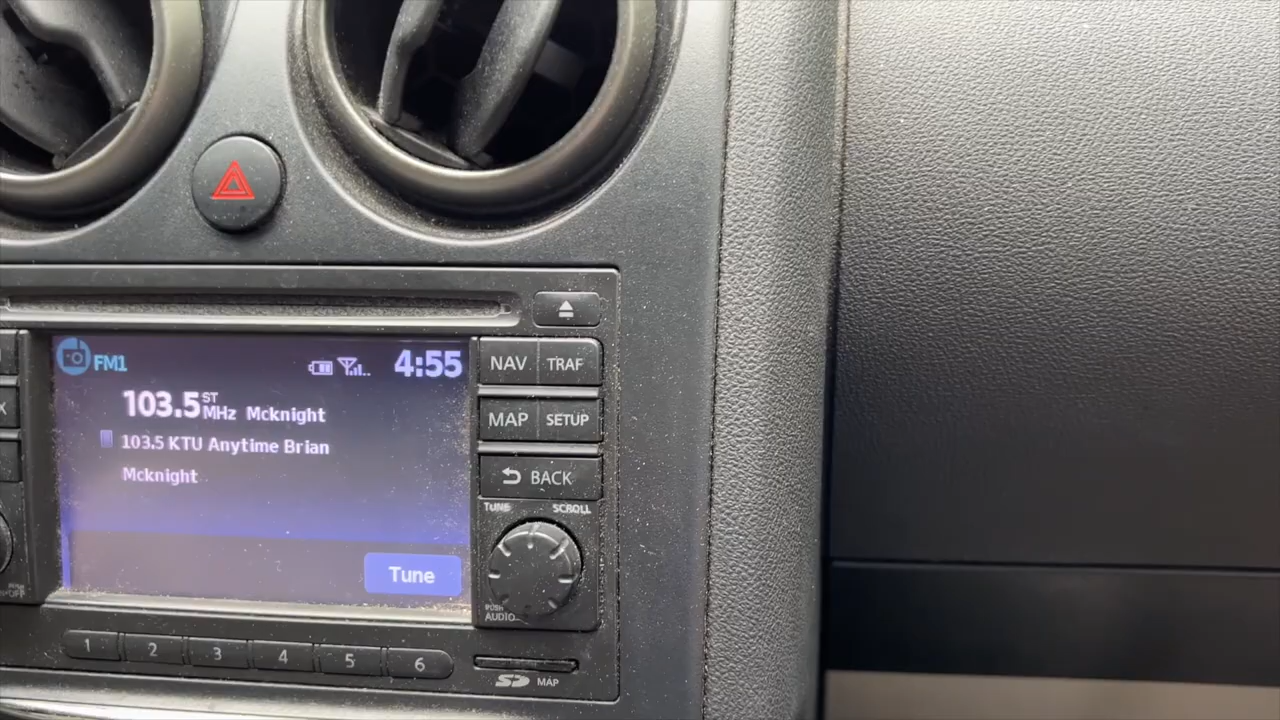 FM1
4:55
103.5 ST MHz Mcknight
103.5 KTU Anytime Brian
Mcknight
Tune
NAV TRAF
MAP SETUP
BACK
TUNE SCROLL
PUSH
AUDIO
1 2 3 4 5 6
SD MAP